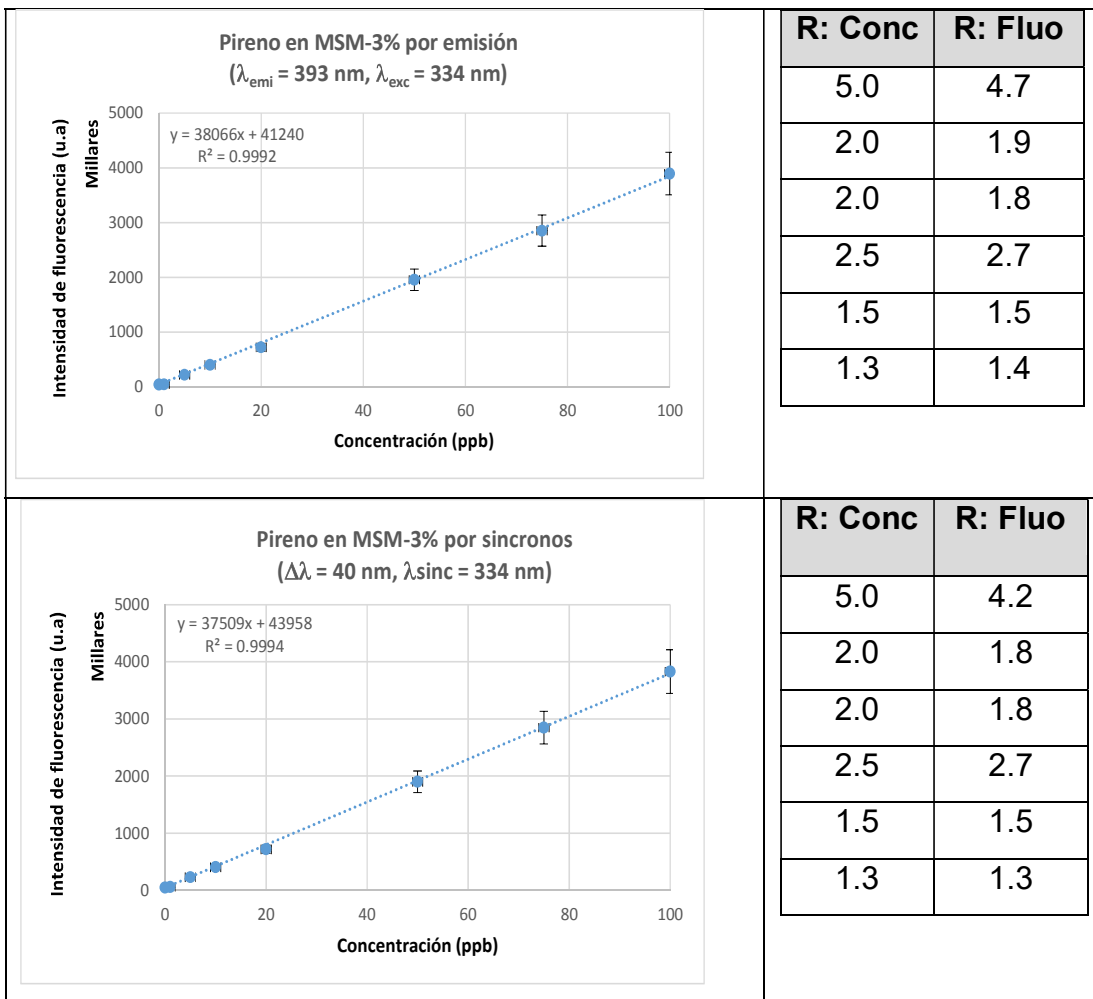 Pireno en MSM-3% por emisión
(λemi = 393 nm, λexc = 334 nm)
Intensidad de fluorescencia (u.a)
Millares
5000
4000
3000
2000
1000
0
y = 38066x + 41240
R² = 0.9992
0 20 40 60 80 100
Concentración (ppb)
R: Conc R: Fluo
5.0 4.7
2.0 1.9
2.0 1.8
2.5 2.7
1.5 1.5
1.3 1.4
Pireno en MSM-3% por sincronos
(Δλ = 40 nm, λsinc = 334 nm)
Intensidad de fluorescencia (u.a)
Millares
5000
4000
3000
2000
1000
0
y = 37509x + 43958
R² = 0.9994
0 20 40 60 80 100
Concentración (ppb)
R: Conc R: Fluo
5.0 4.2
2.0 1.8
2.0 1.8
2.5 2.7
1.5 1.5
1.3 1.3